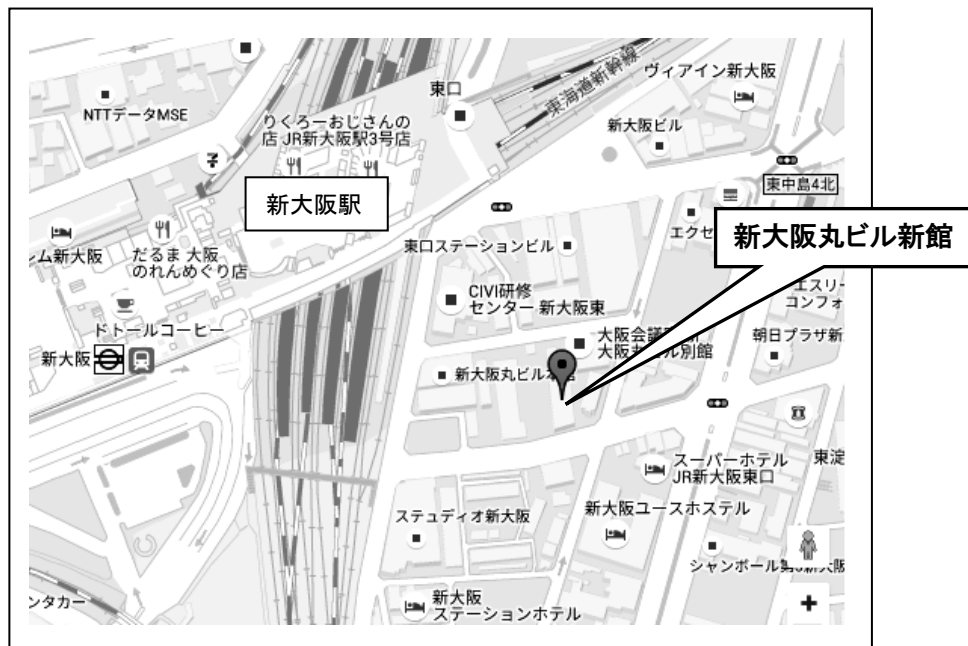 ヴィアイン新大阪
東海道新幹線
東口
NTTデータMSE
りくろーおじさんの
店 JR新大阪駅3号店
新大阪ビル
東中島4北
新大阪駅
エクセ
新大阪丸ビル新館
だるま 大阪
のれんめぐり店
ム新大阪
東口ステーションビル
エスリー
コンフォ
CIVI研修
センター 新大阪東
ドトールコーヒー
大阪会議
大阪丸ビル別館
朝日プラザ新
新大阪
新大阪丸ビル本館
スーパーホテル
JR新大阪東口
東淀
新大阪ユースホステル
ステュディオ新大阪
シャンボール第3新大阪
ンタカー
新大阪
ステーションホテル
+